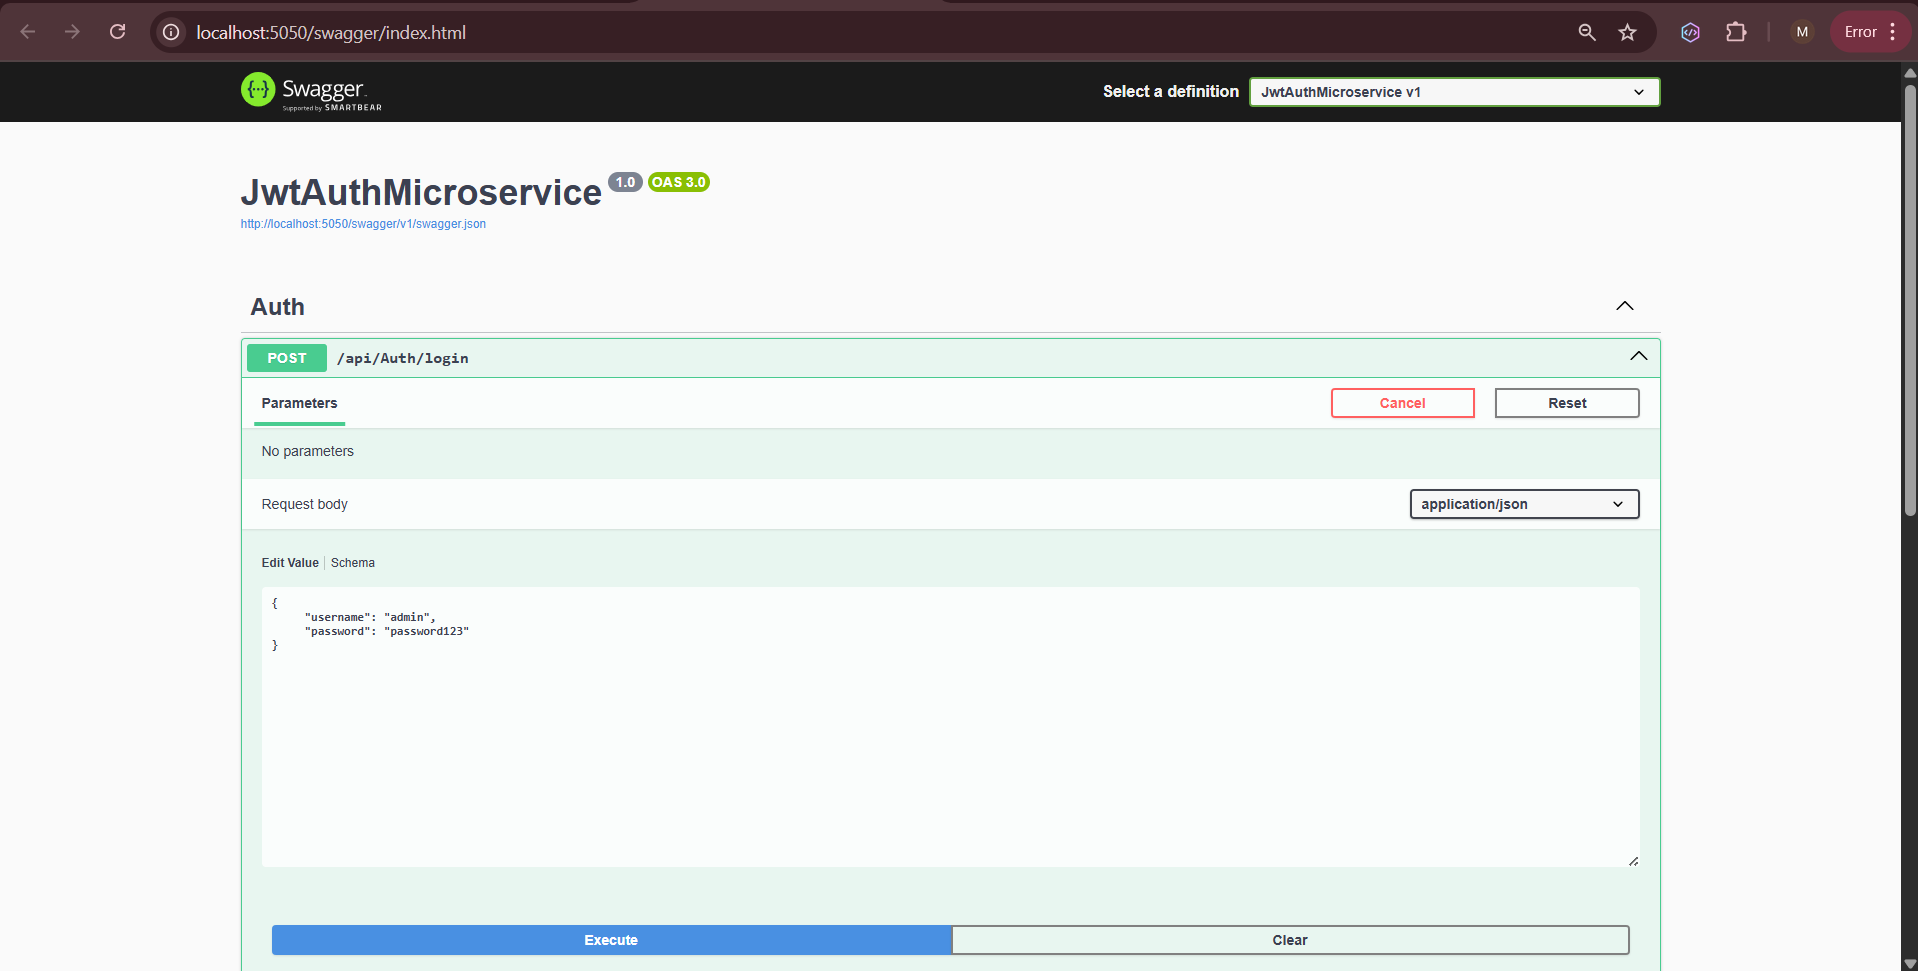 localhost:5050/swagger/index.html
M
Error
{···} Swagger
Supported by SMARTBEAR
Select a definition
JwtAuthMicroservice v1
JwtAuthMicroservice 1.0 OAS 3.0
http://localhost:5050/swagger/v1/swagger.json
Auth
POST /api/Auth/login
Parameters
Cancel
Reset
No parameters
Request body
application/json
Edit Value | Schema
{
"username": "admin",
"password": "password123"
}
Execute
Clear